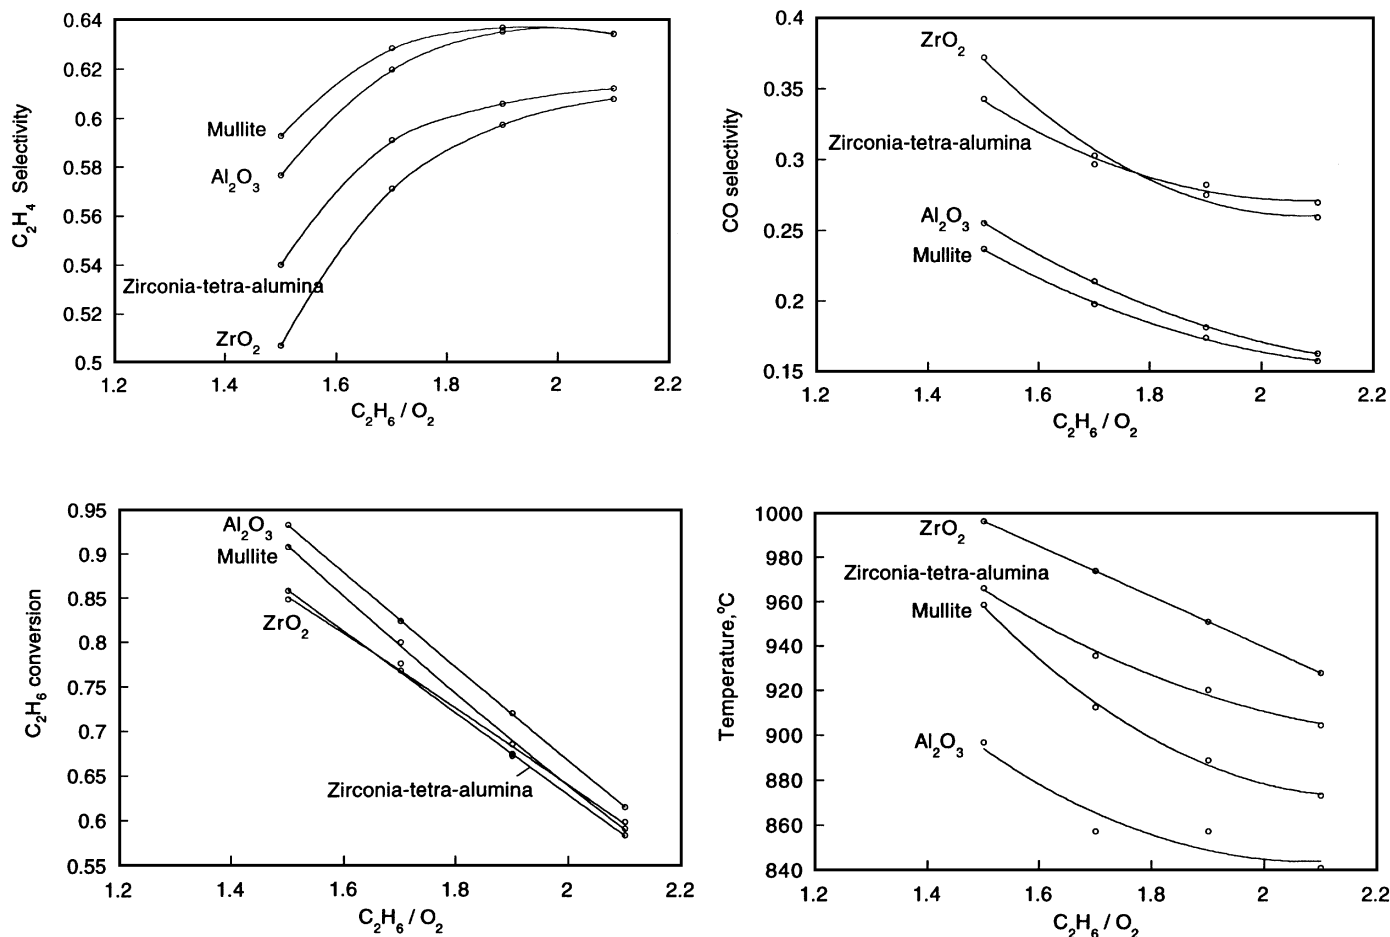 0.64
0.62
0.6
0.58
0.56
0.54
0.52
0.5
C₂H₄ Selectivity
Mullite
Al₂O₃
Zirconia-tetra-alumina
ZrO₂
1.2 1.4 1.6 1.8 2 2.2
C₂H₆ / O₂
0.4
0.35
0.3
0.25
0.2
0.15
CO selectivity
ZrO₂
Zirconia-tetra-alumina
Al₂O₃
Mullite
1.2 1.4 1.6 1.8 2 2.2
C₂H₆ / O₂
0.95
0.9
0.85
0.8
0.75
0.7
0.65
0.6
0.55
C₂H₆ conversion
Al₂O₃
Mullite
ZrO₂
Zirconia-tetra-alumina
1.2 1.4 1.6 1.8 2 2.2
C₂H₆ / O₂
1000
980
960
940
920
900
880
860
840
Temperature,°C
ZrO₂
Zirconia-tetra-alumina
Mullite
Al₂O₃
1.2 1.4 1.6 1.8 2 2.2
C₂H₆ / O₂